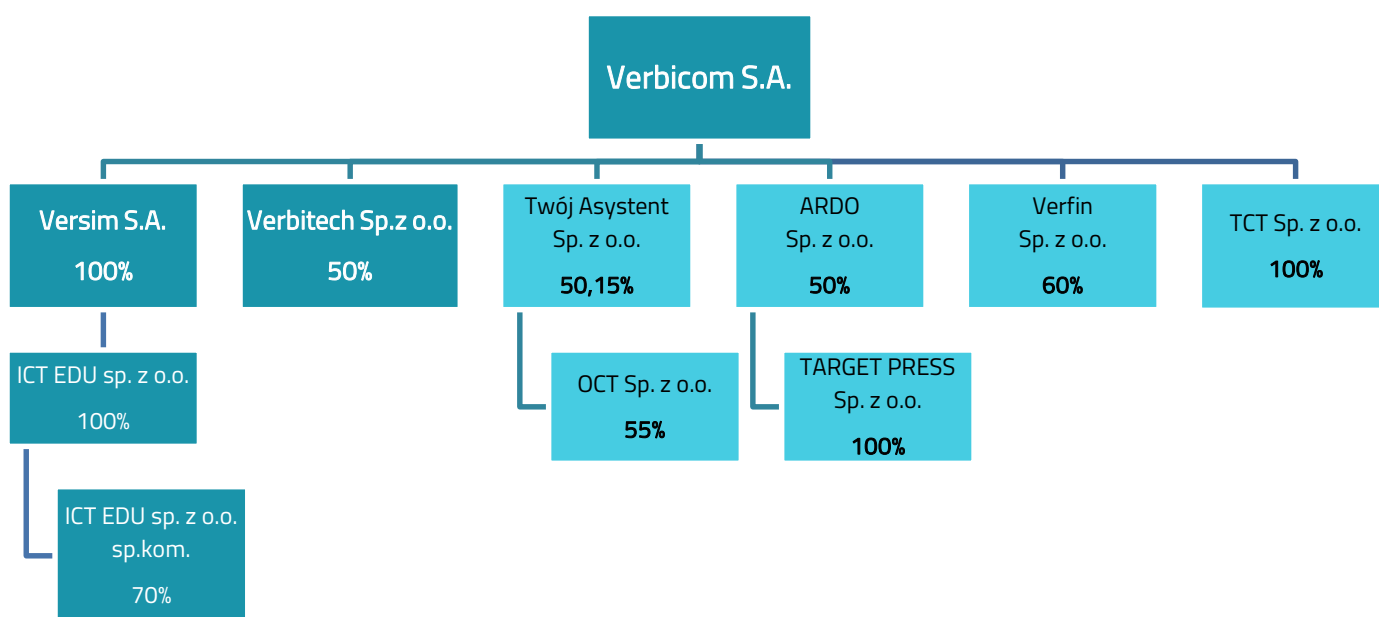 Verbicom S.A.
Versim S.A.
100%
Verbitech Sp.z o.o.
50%
Twój Asystent
Sp. z o.o.
50,15%
ARDO
Sp. z o.o.
50%
Verfin
Sp. z o.o.
60%
TCT Sp. z o.o.
100%
ICT EDU sp. z o.o.
100%
OCT Sp. z o.o.
55%
TARGET PRESS
Sp. z o.o.
100%
ICT EDU sp. z o.o.
sp.kom.
70%